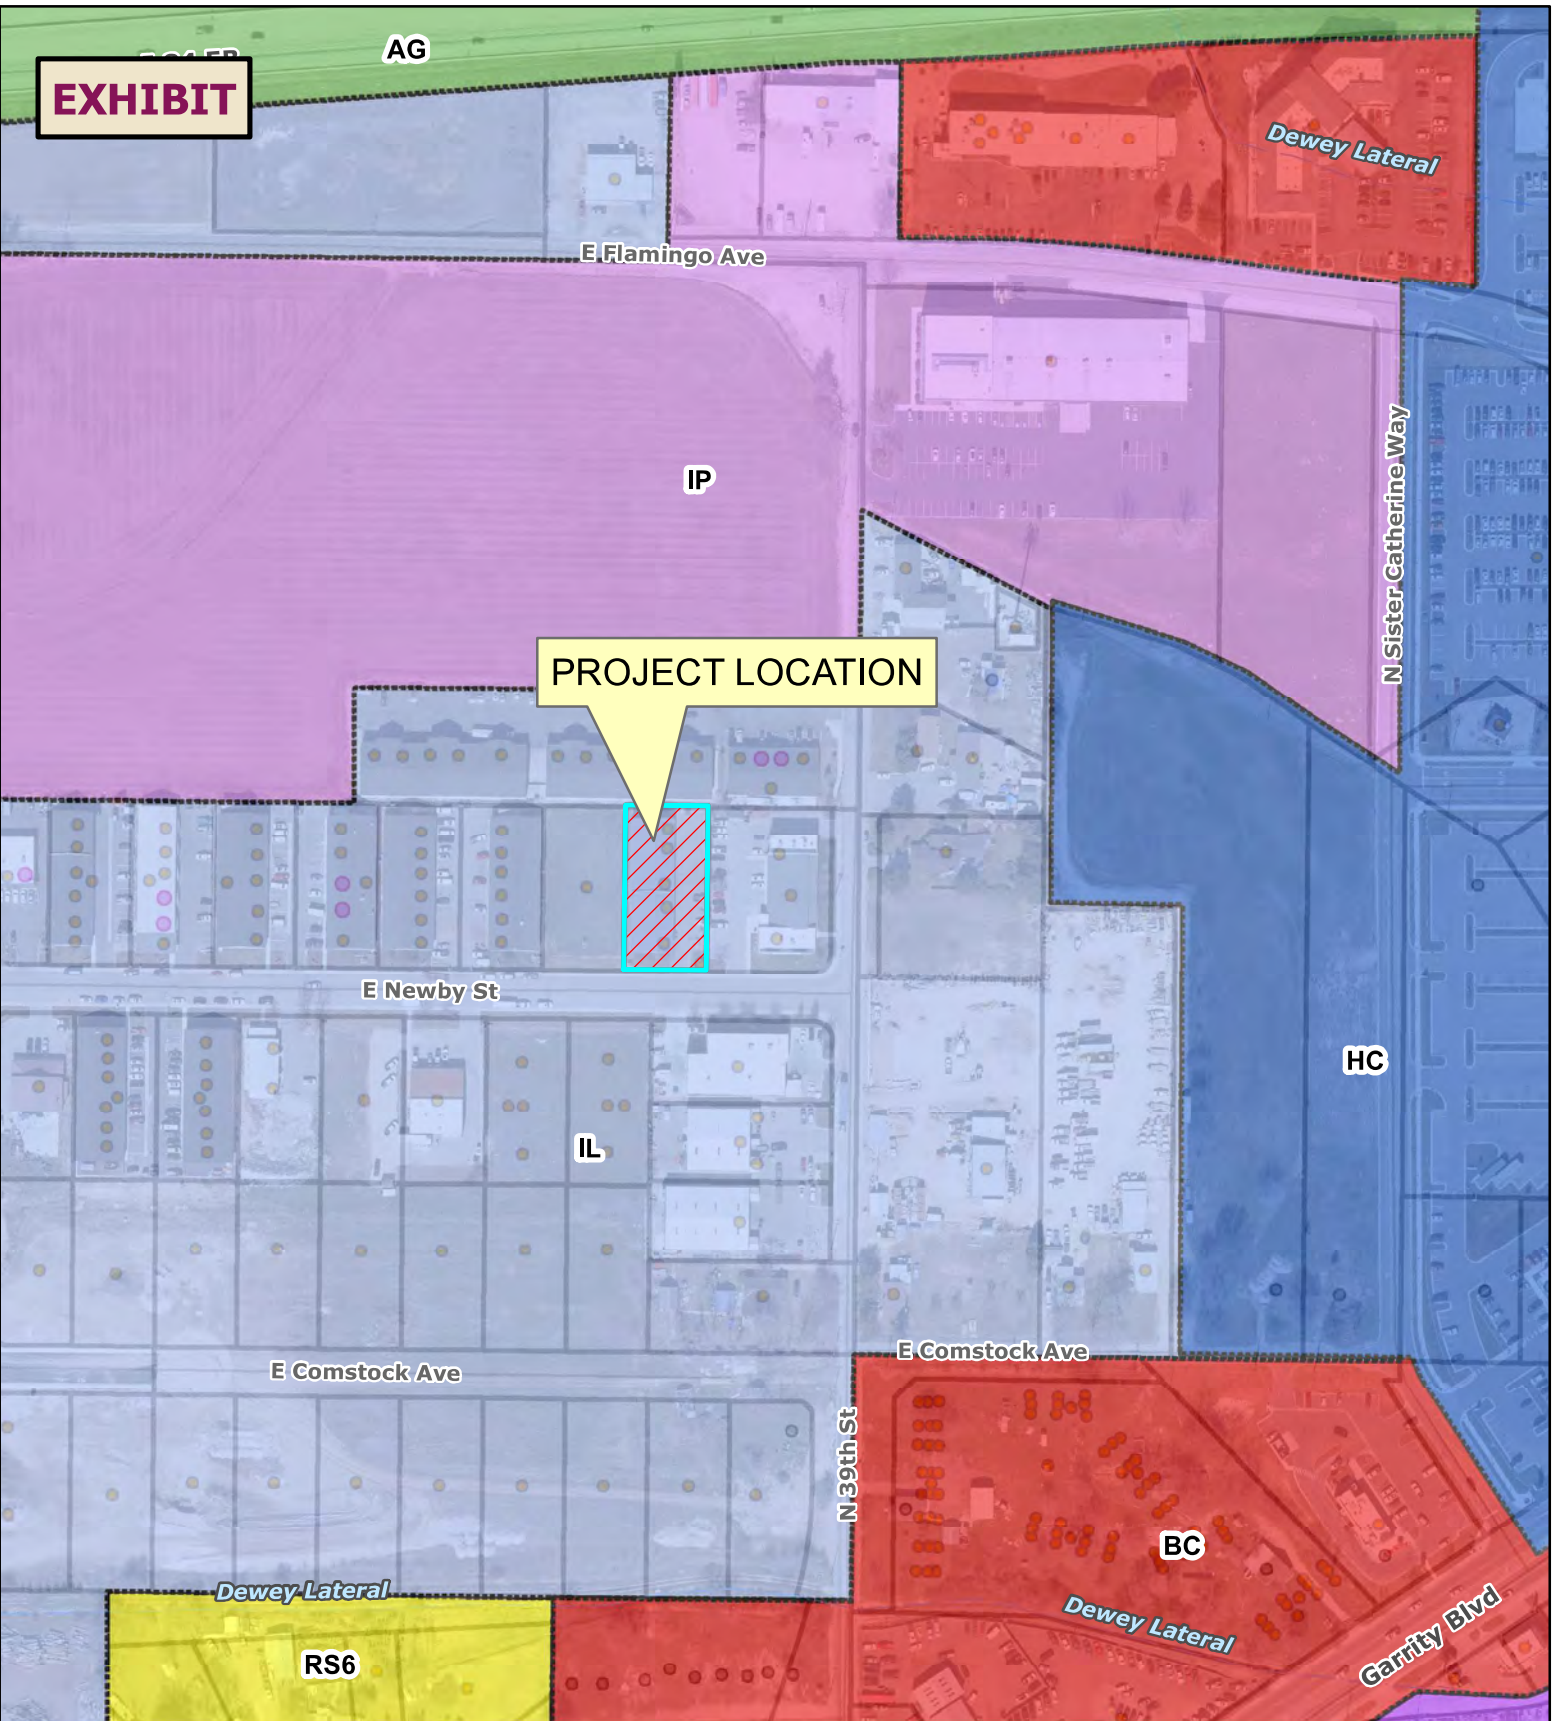 AG
EXHIBIT
Dewey Lateral
E Flamingo Ave
IP
N Sister Catherine Way
PROJECT LOCATION
E Newby St
HC
IL
E Comstock Ave
E Comstock Ave
N 39th St
BC
Dewey Lateral
Dewey Lateral
Garrity Blvd
RS6